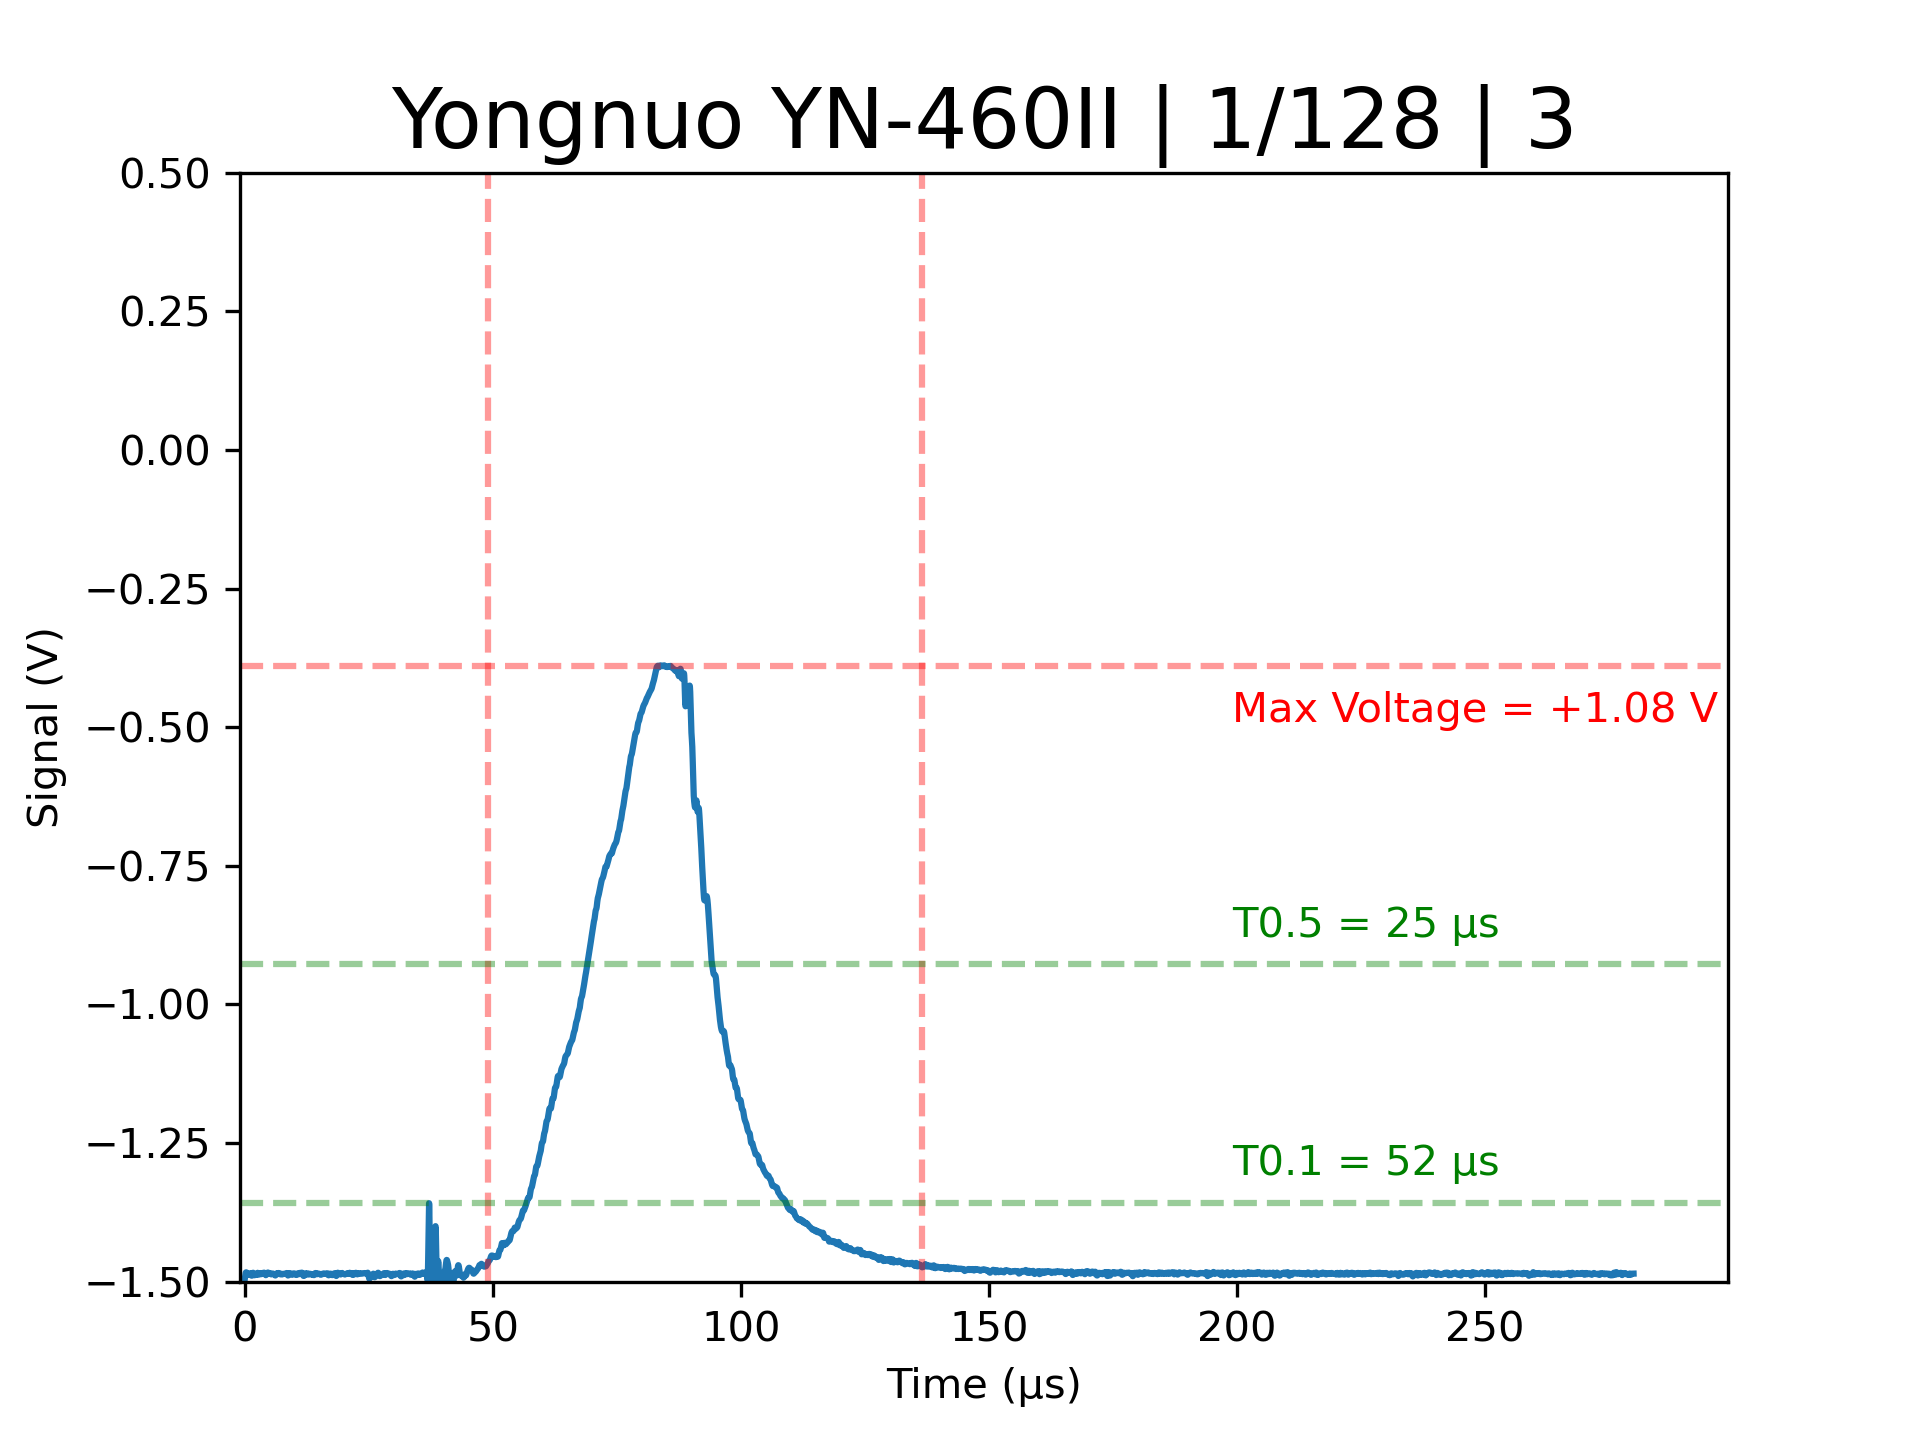 Yongnuo YN-460II | 1/128 | 3
0.50
0.25
0.00
−0.25
−0.50
−0.75
−1.00
−1.25
−1.50
Signal (V)
Max Voltage = +1.08 V
T0.5 = 25 µs
T0.1 = 52 µs
0 50 100 150 200 250
Time (µs)